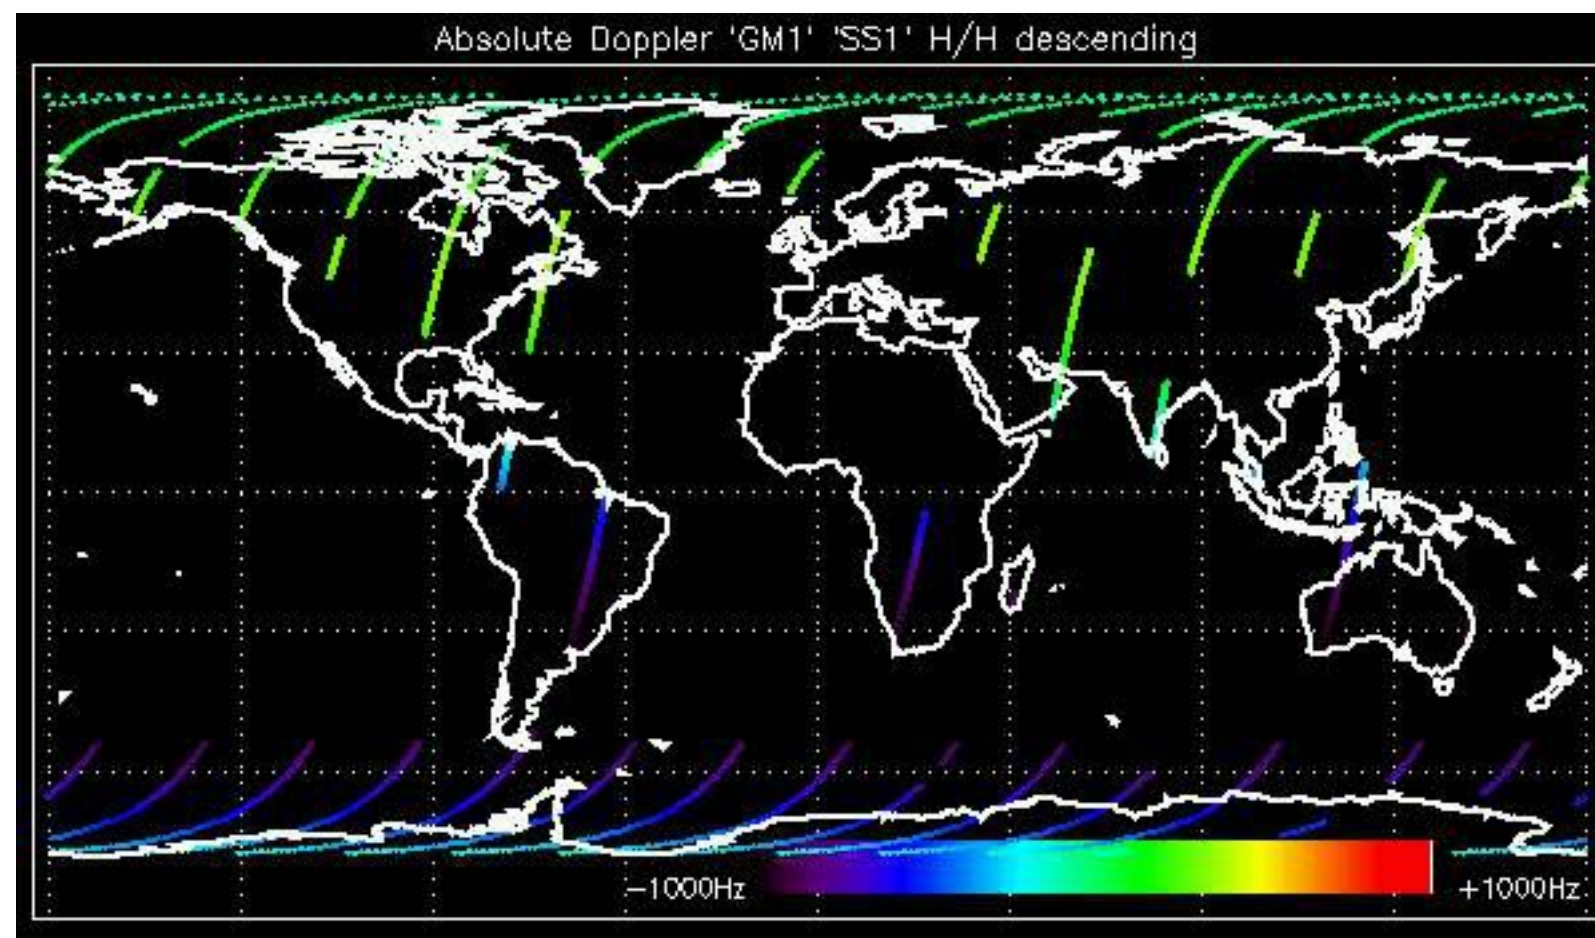 Absolute Doppler 'GM1' 'SS1' H/H descending
−1000Hz
+1000Hz